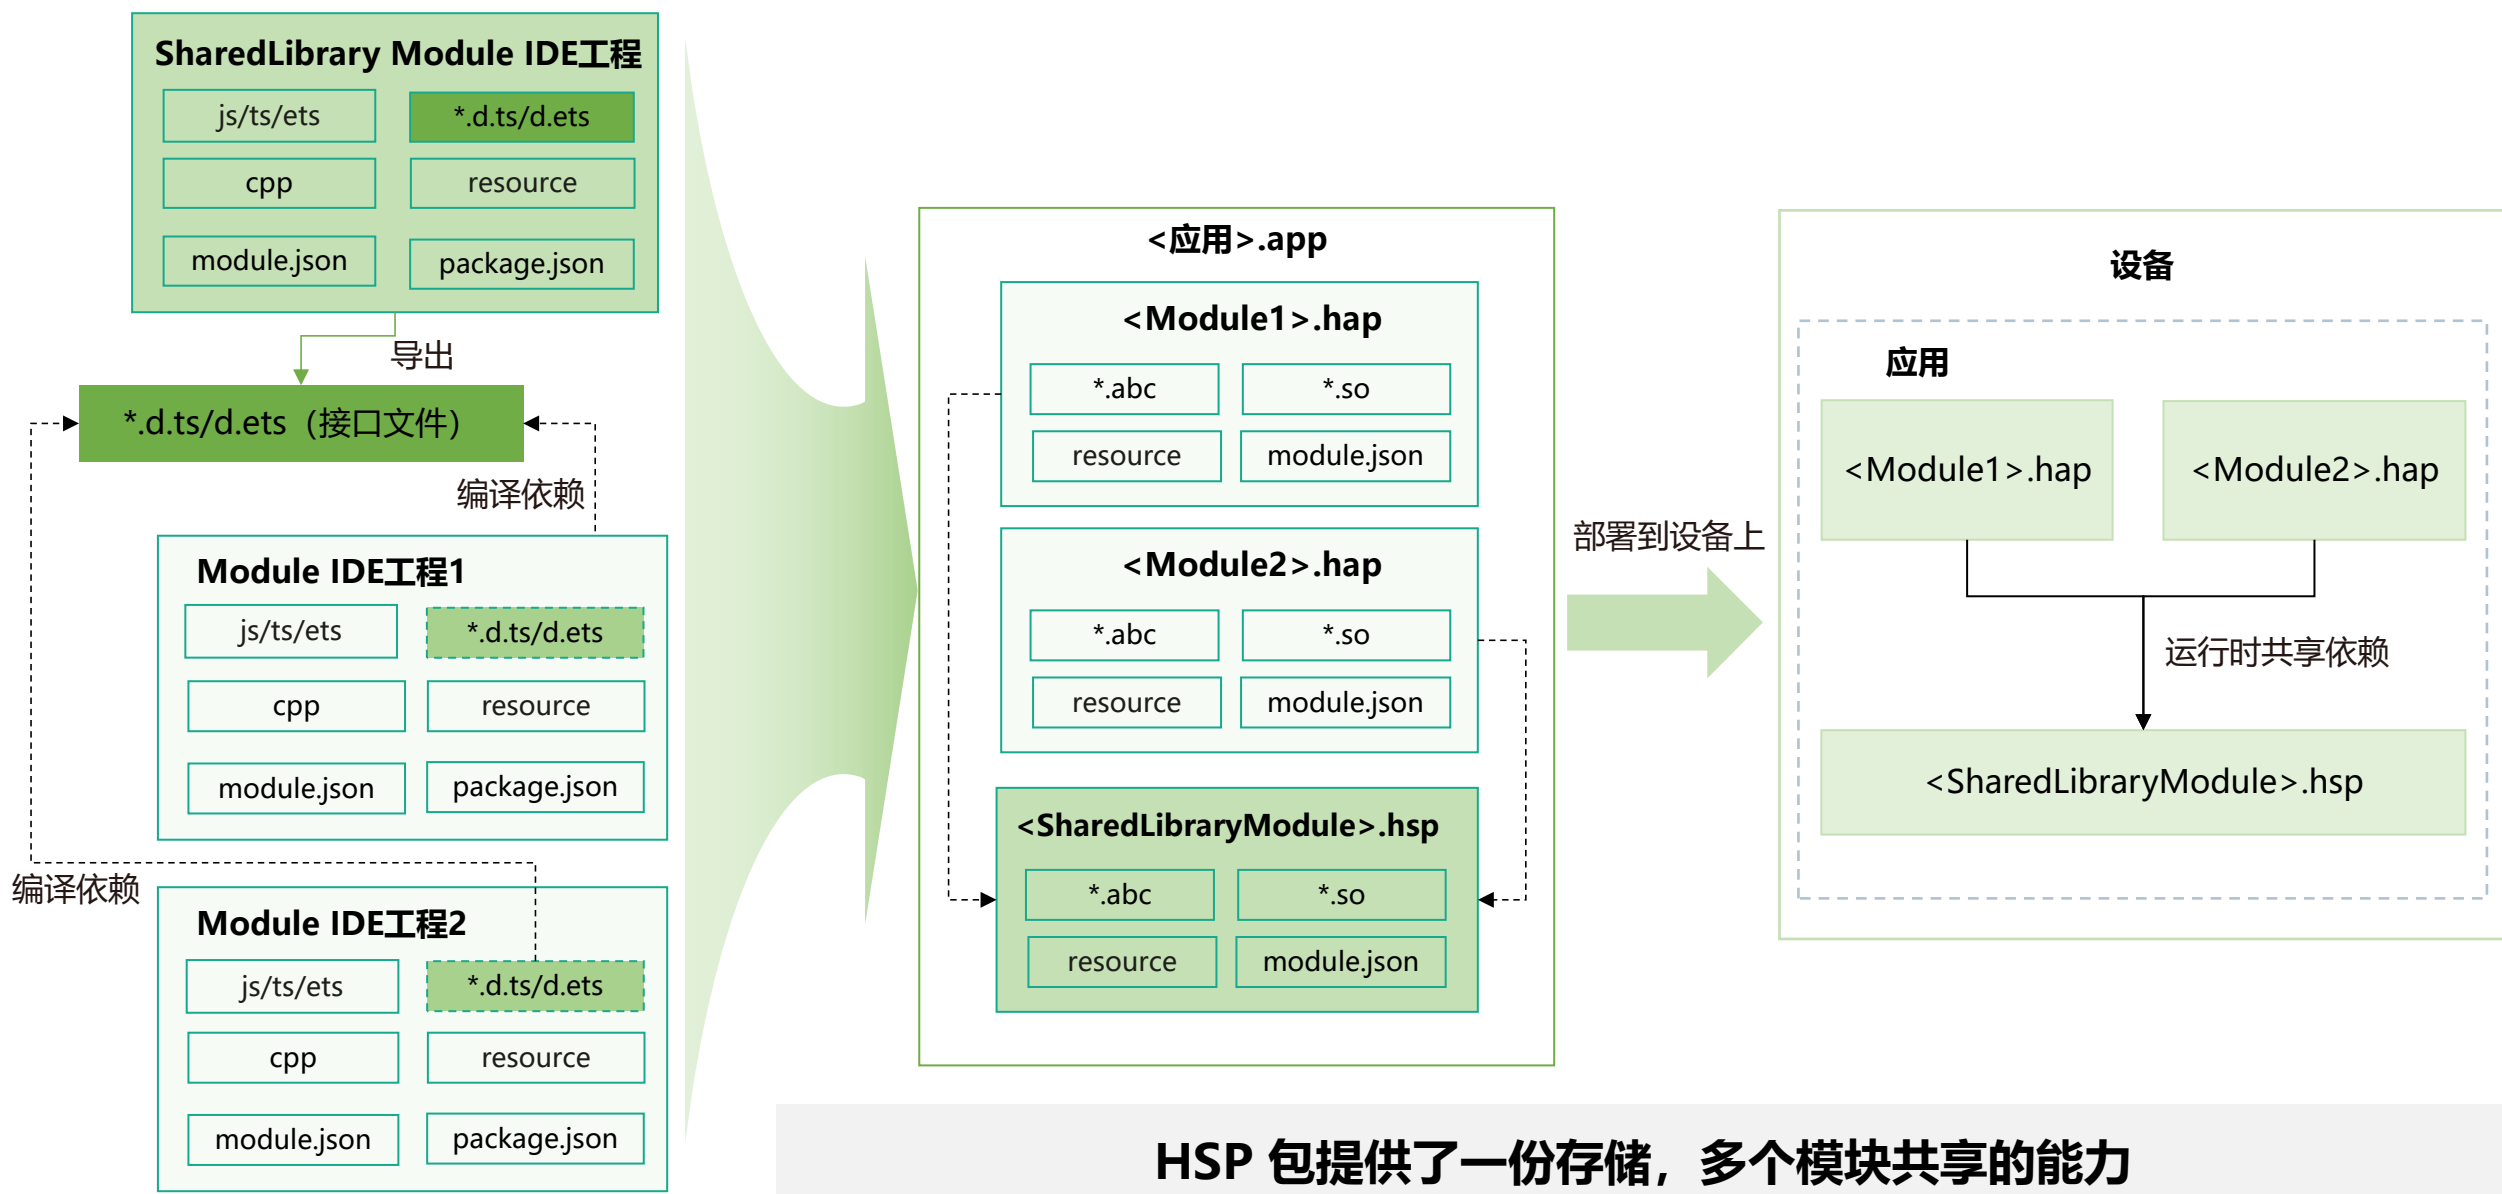 SharedLibrary Module IDE工程
js/ts/ets
*.d.ts/d.ets
cpp
resource
module.json
package.json
导出
*.d.ts/d.ets（接口文件）
编译依赖
Module IDE工程1
js/ts/ets
*.d.ts/d.ets
cpp
resource
module.json
package.json
编译依赖
Module IDE工程2
js/ts/ets
*.d.ts/d.ets
cpp
resource
module.json
package.json
<应用>.app
<Module1>.hap
*.abc
*.so
resource
module.json
<Module2>.hap
*.abc
*.so
resource
module.json
<SharedLibraryModule>.hsp
*.abc
*.so
resource
module.json
部署到设备上
设备
应用
<Module1>.hap
<Module2>.hap
运行时共享依赖
<SharedLibraryModule>.hsp
HSP 包提供了一份存储，多个模块共享的能力